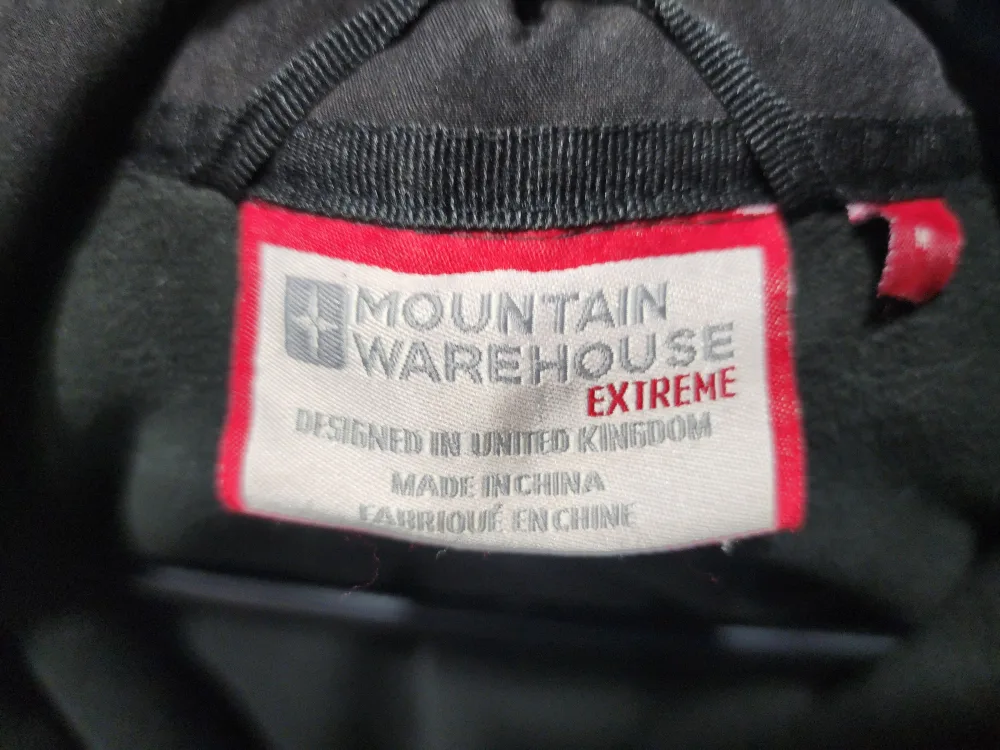 MOUNTAIN
WAREHOUSE
EXTREME
DESIGNED IN UNITED KINGDOM
MADE IN CHINA
FABRIQUÉ EN CHINE